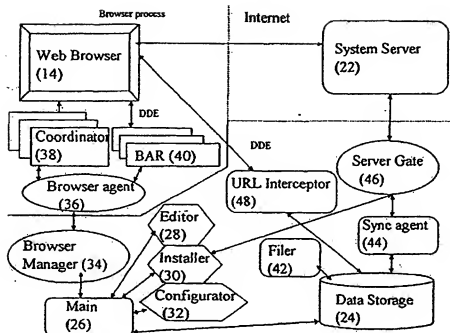 Browser process
Internet
Web Browser
(14)
System Server
(22)
DDE
DDE
Coordinator
(38)
BAR (40)
Server Gate
(46)
URL Interceptor
(48)
Browser agent
(36)
Editor
(28)
Sync agent
(44)
Browser
Manager (34)
Installer
(30)
Filer
(42)
Configurator
(32)
Main
(26)
Data Storage
(24)